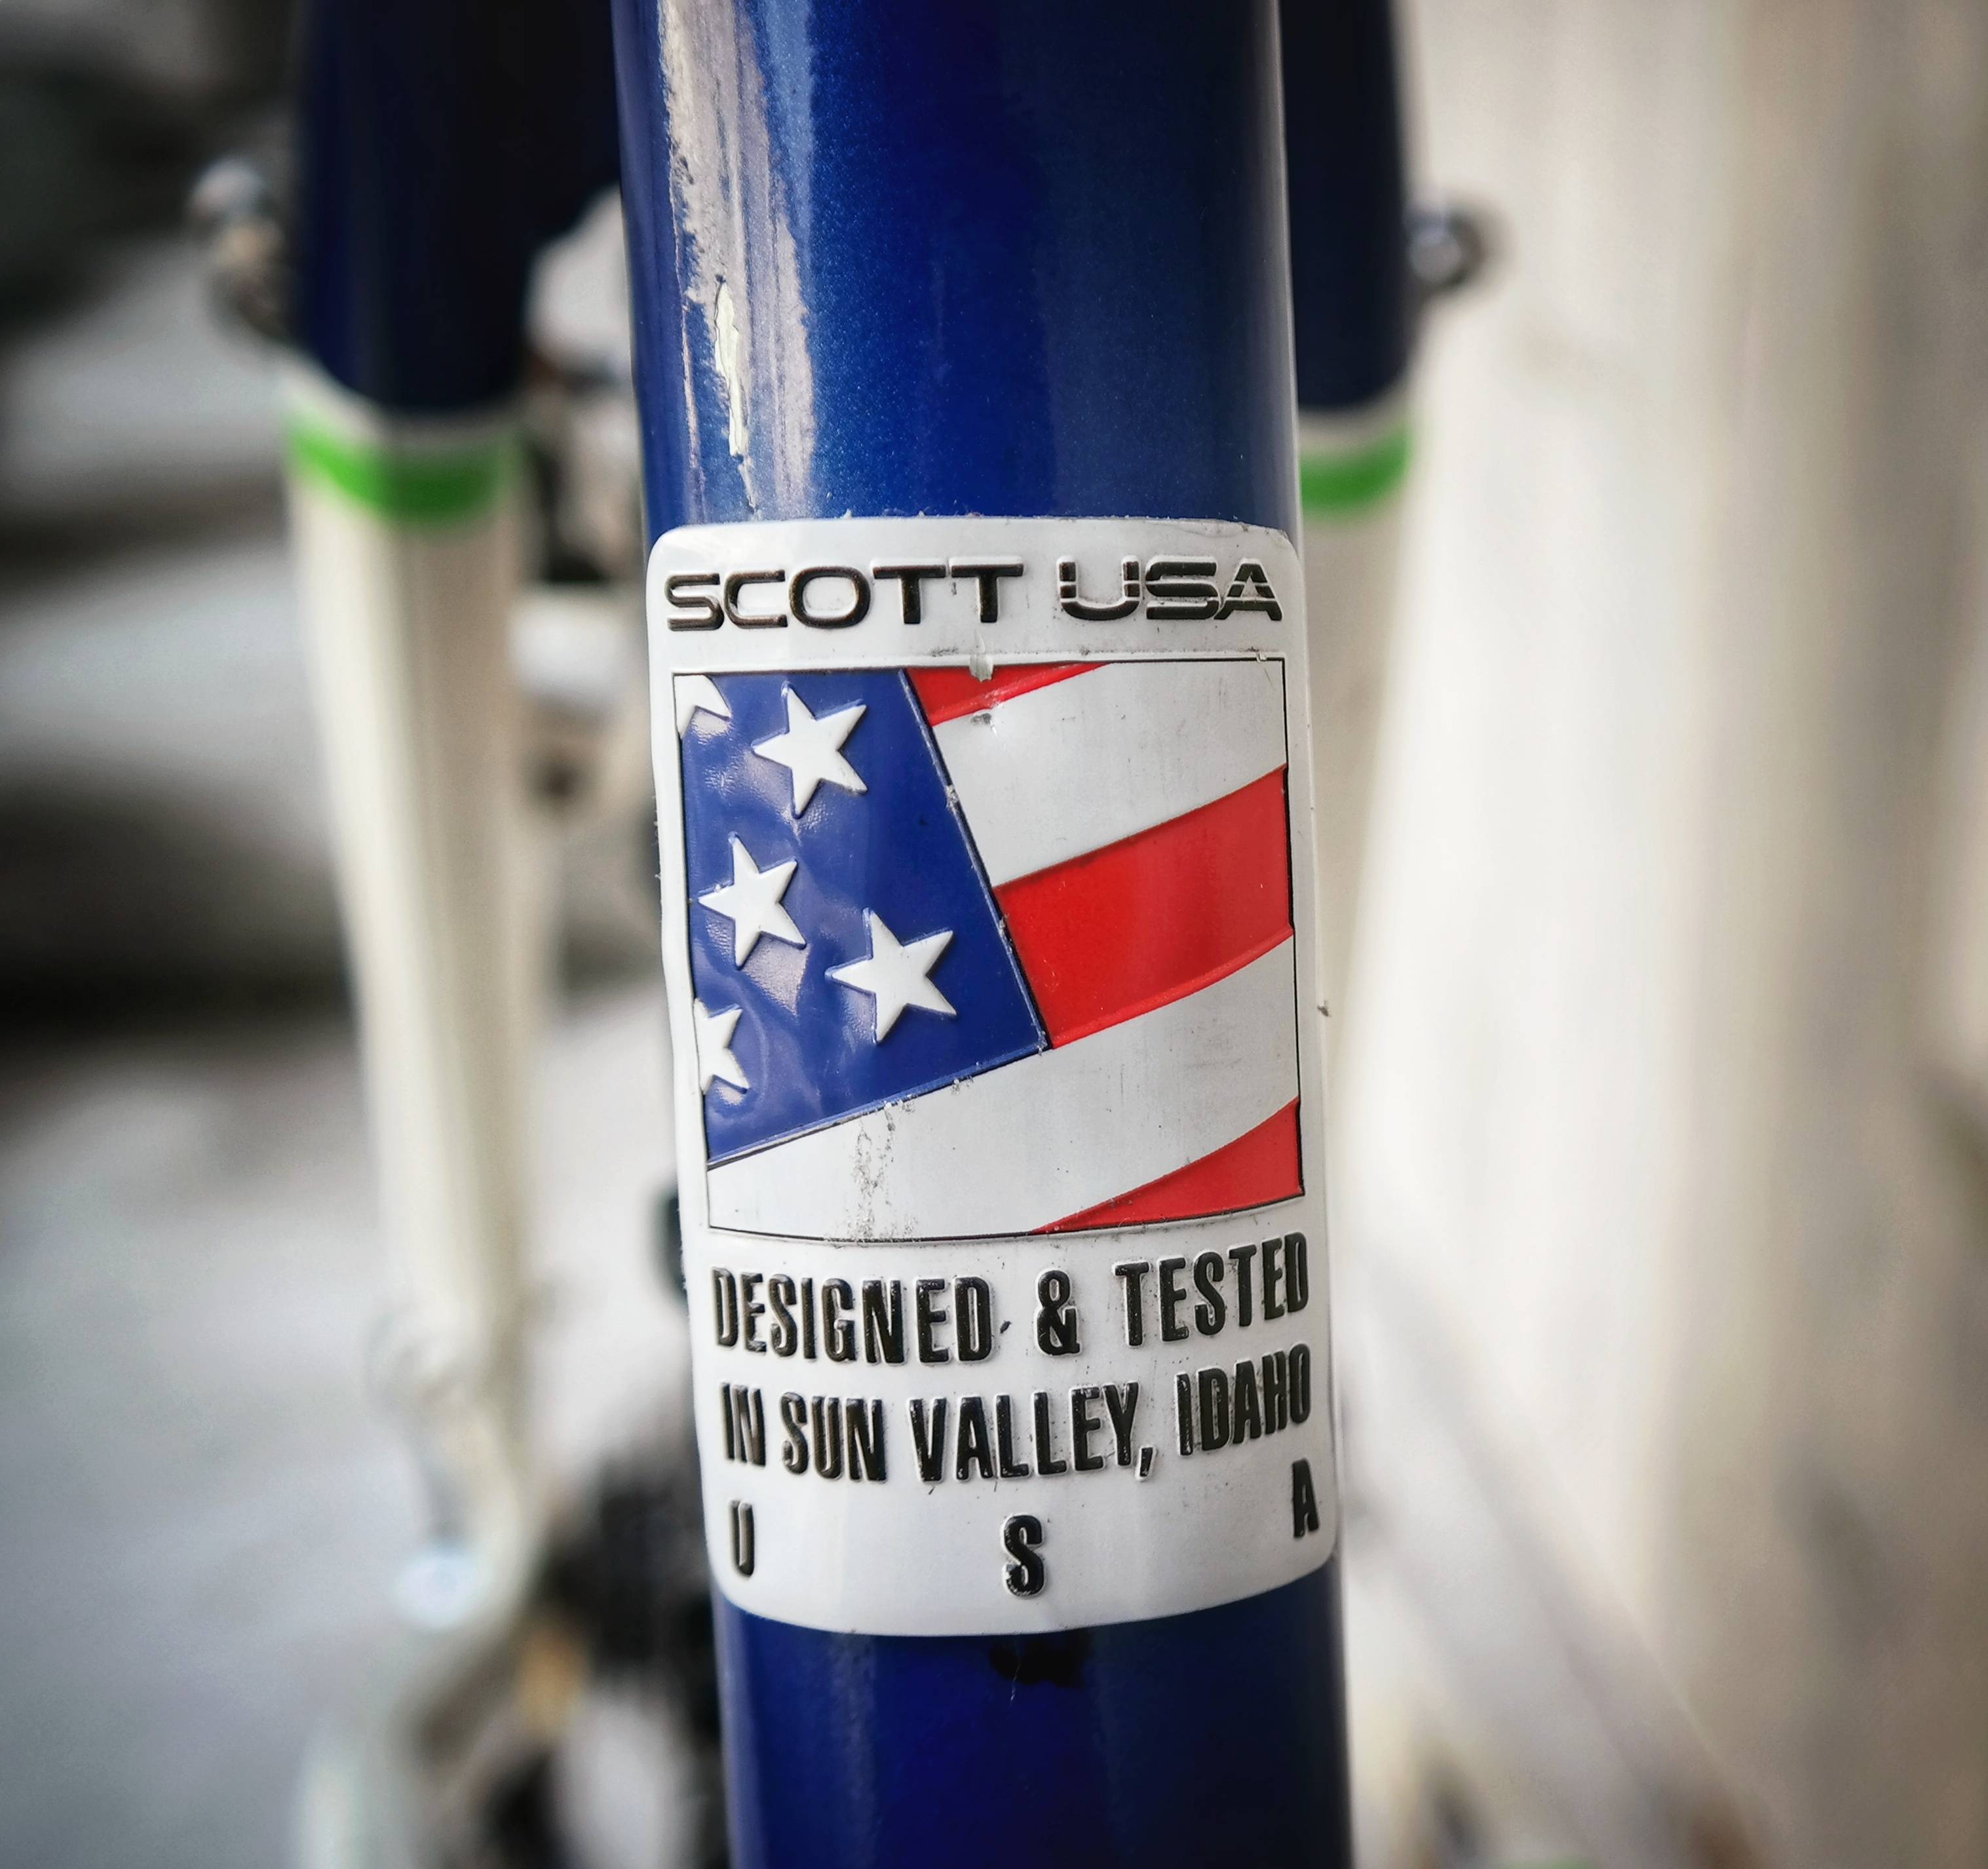 SCOTT USA
DESIGNED & TESTED
IN SUN VALLEY, IDAHO
U S A